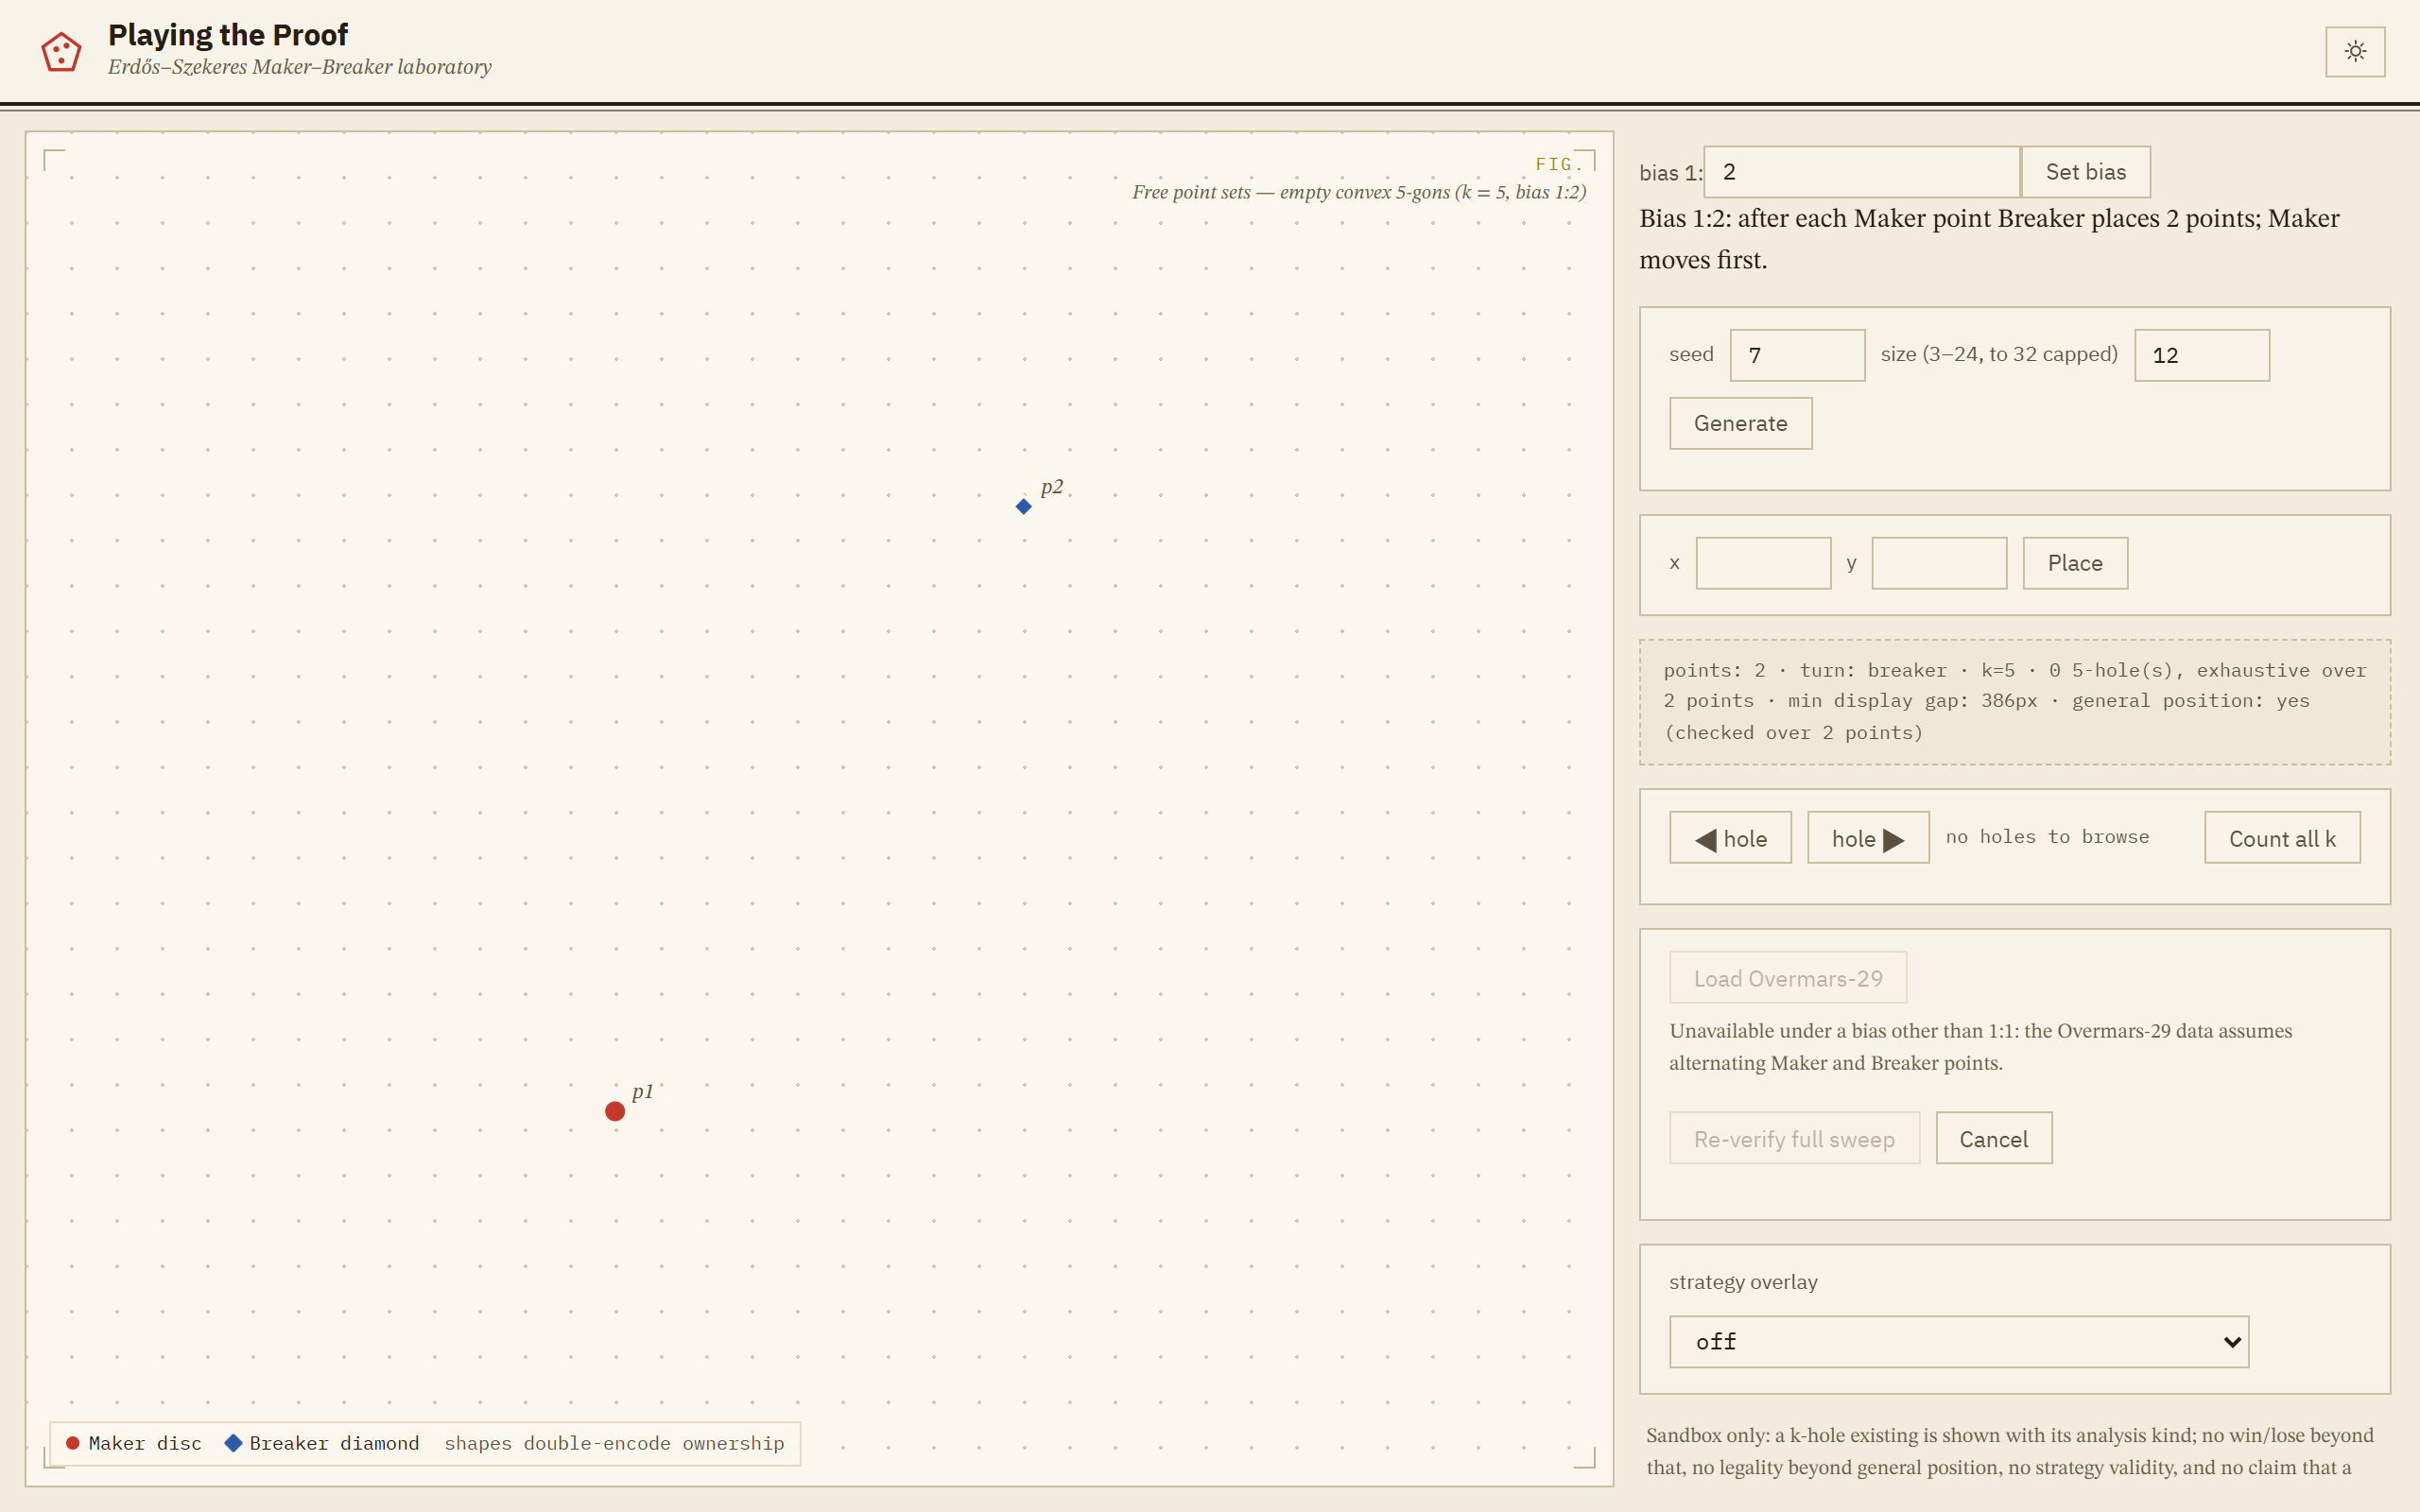 Playing the Proof
Erdős–Szekeres Maker–Breaker laboratory
FIG.
Free point sets — empty convex 5-gons (k = 5, bias 1:2)
p2
p1
Maker disc Breaker diamond shapes double-encode ownership
bias 1: 2 Set bias
Bias 1:2: after each Maker point Breaker places 2 points; Maker
moves first.
seed 7 size (3–24, to 32 capped) 12
Generate
x y Place
points: 2 · turn: breaker · k=5 · 0 5-hole(s), exhaustive over
2 points · min display gap: 386px · general position: yes
(checked over 2 points)
◀ hole hole ▶ no holes to browse Count all k
Load Overmars-29
Unavailable under a bias other than 1:1: the Overmars-29 data assumes
alternating Maker and Breaker points.
Re-verify full sweep Cancel
strategy overlay
off
Sandbox only: a k-hole existing is shown with its analysis kind; no win/lose beyond
that, no legality beyond general position, no strategy validity, and no claim that a